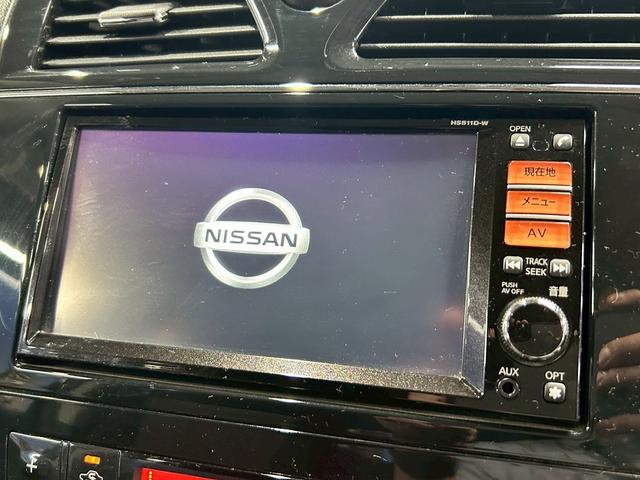 HS511D-W
OPEN
現在地
メニュー
AV
TRACK
SEEK
PUSH
AV OFF
音量
AUX
OPT
NISSAN